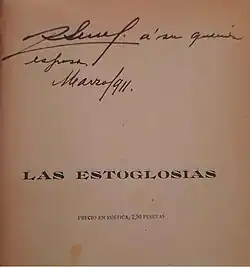 á su querida
esposa
Marzo/911.
LAS ESTOGLOSIAS
PRECIO EN RÚSTICA, 2,50 PESETAS